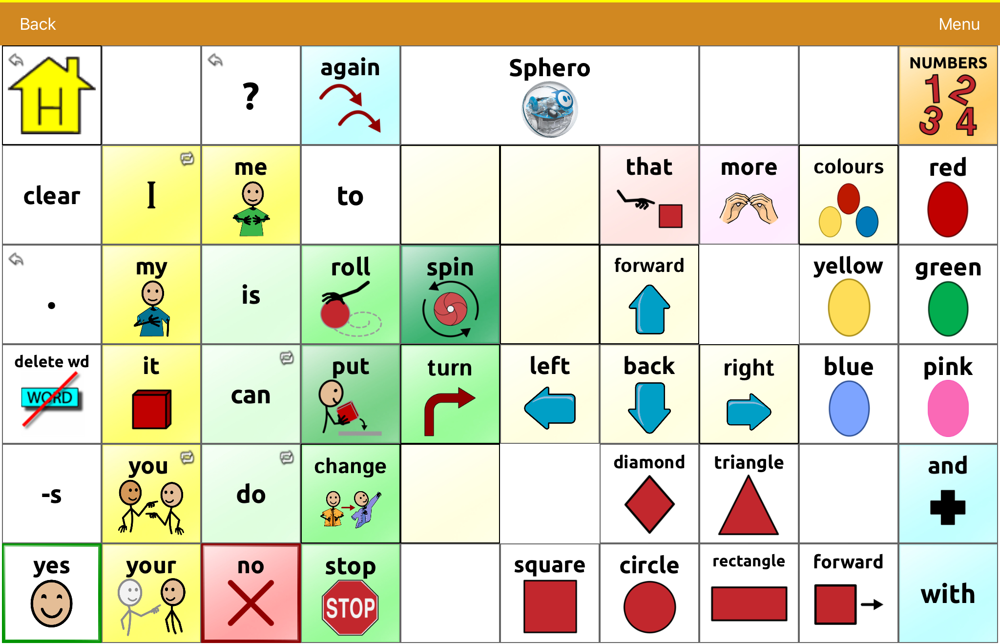 Back
Menu
H
?
again
Sphero
NUMBERS
1 2
3 4
clear
I
me
to
that
more
colours
red
.
my
is
roll
spin
forward
yellow
green
delete wd
WORD
it
can
put
turn
left
back
right
blue
pink
-s
you
do
change
diamond
triangle
and
yes
your
no
stop
STOP
square
circle
rectangle
forward
with